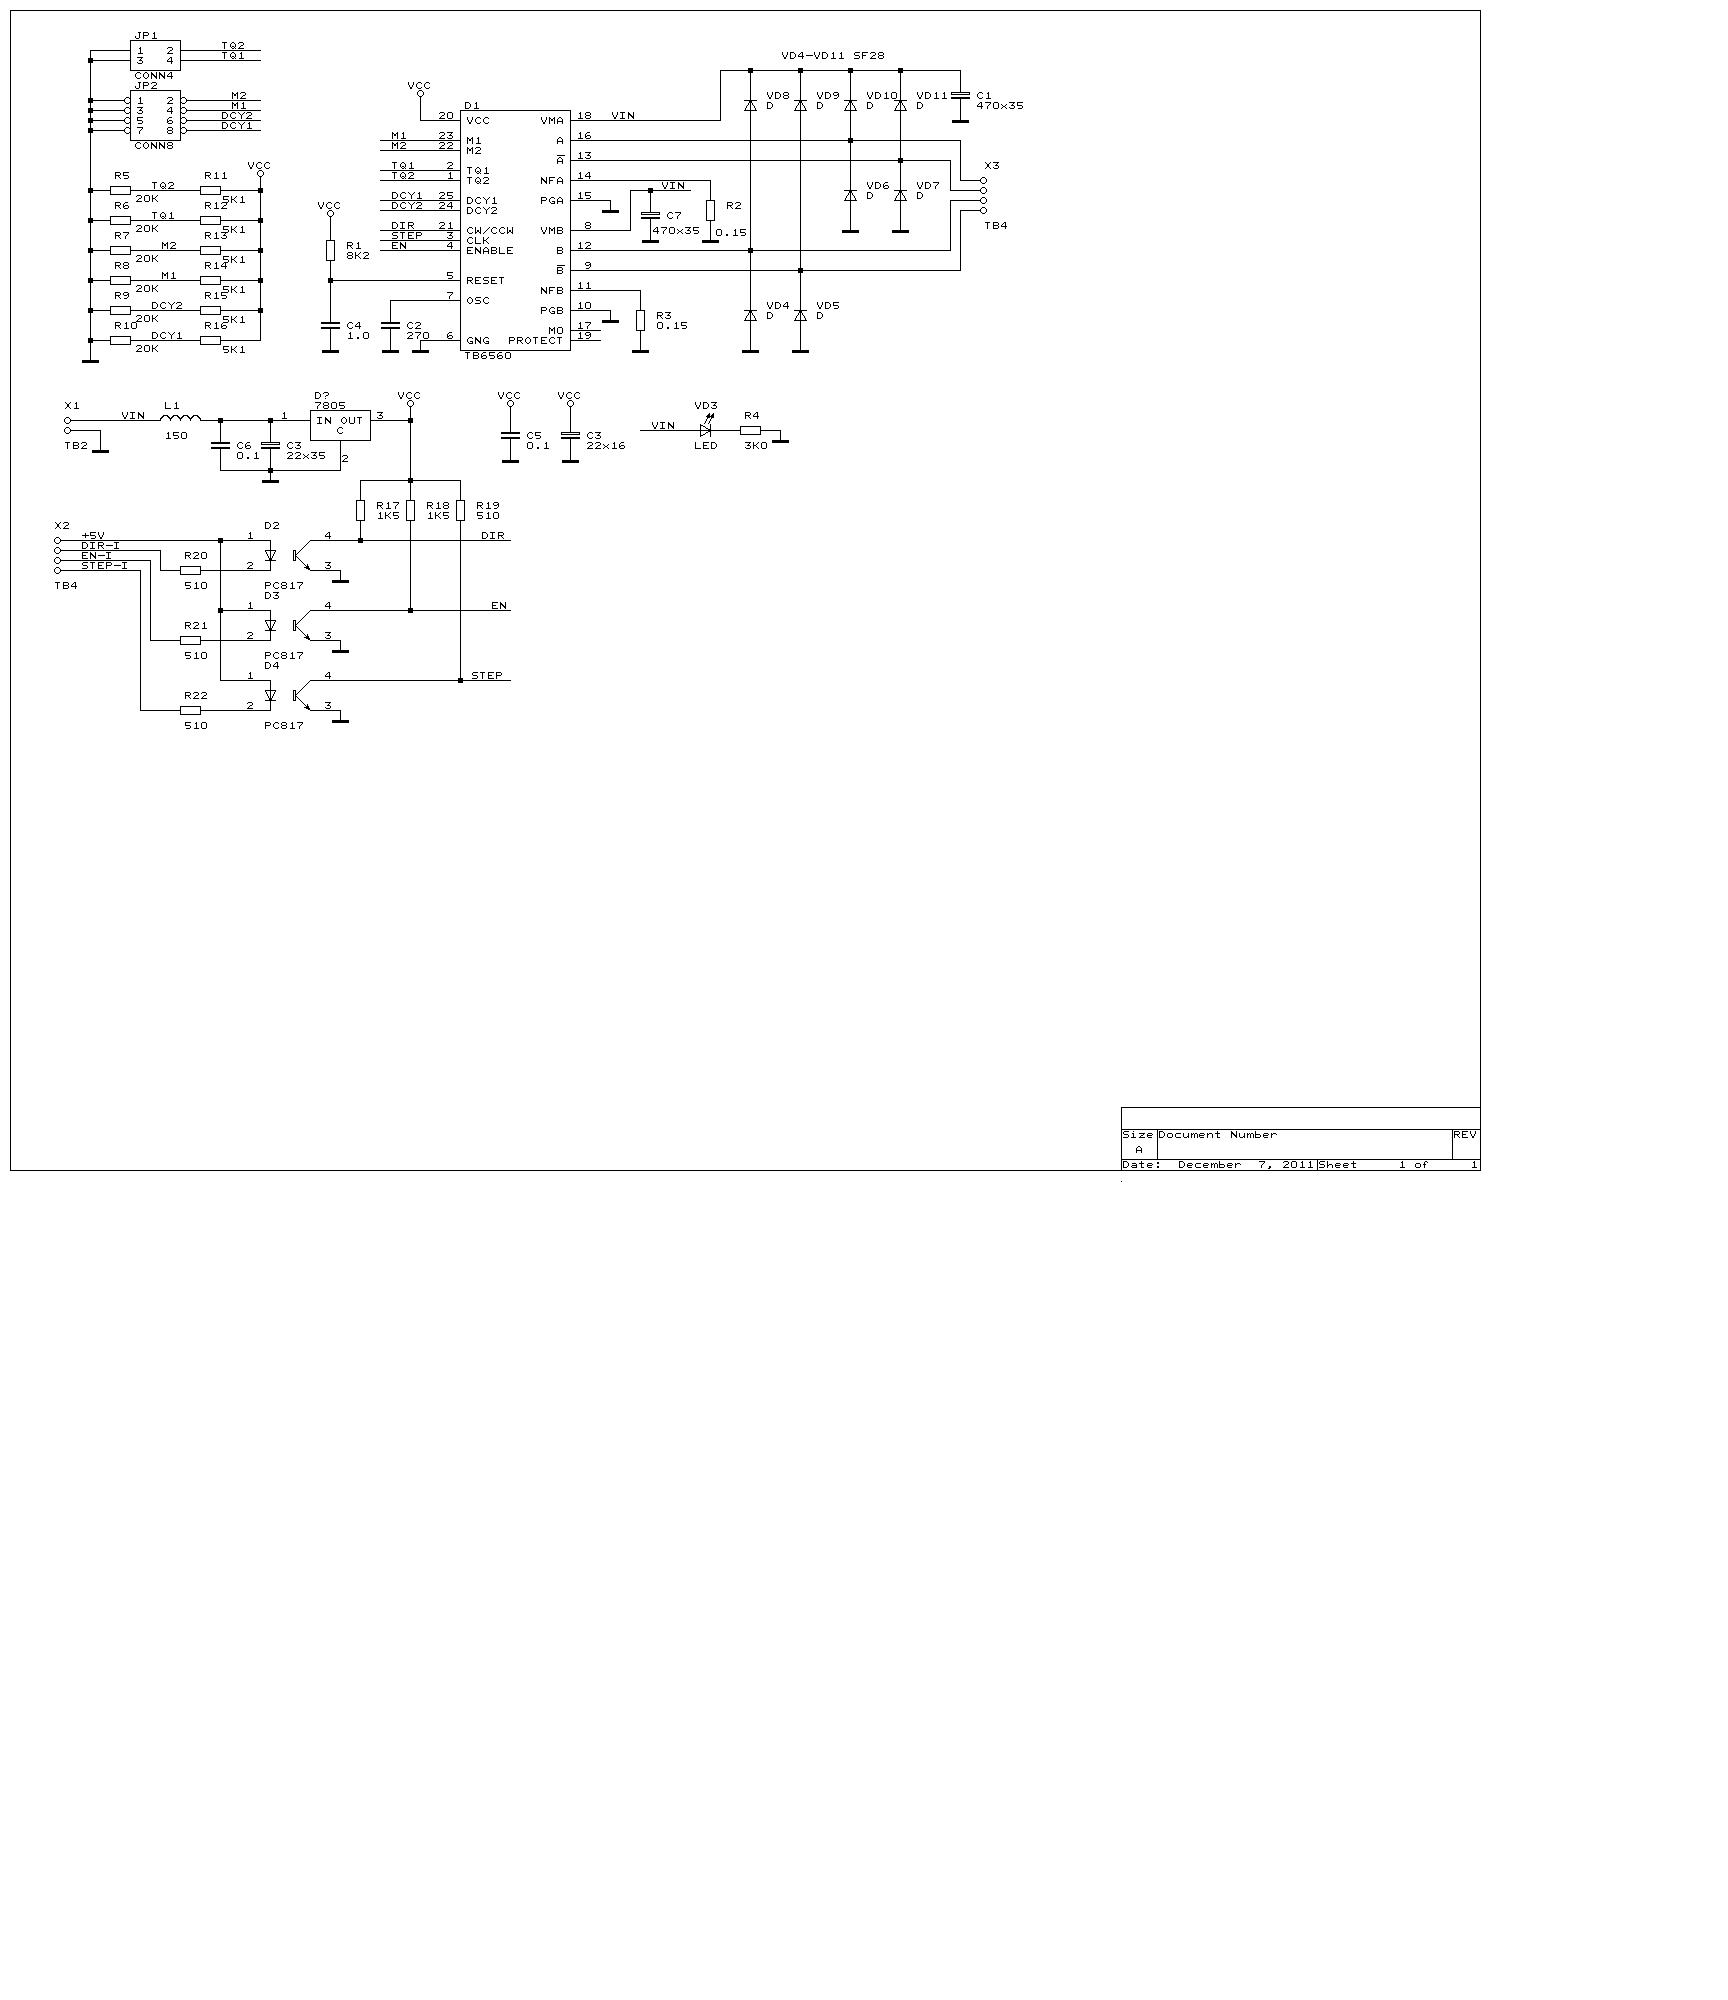 JP1
1 2 TQ2
3 4 TQ1
CONN4
JP2
1 2 M2
3 4 M1
5 6 DCY2
7 8 DCY1
CONN8
VCC
R5 TQ2 R11
20K 5K1
R6 TQ1 R12
20K 5K1
R7 M2 R13
20K 5K1
R8 M1 R14
20K 5K1
R9 DCY2 R15
20K 5K1
R10 DCY1 R16
20K 5K1
VCC
R1
8K2
C4
1.0
C2
270
VCC
D1
20 VCC
M1 23 M1
M2 22 M2
TQ1 2 TQ1
TQ2 1 TQ2
DCY1 25 DCY1
DCY2 24 DCY2
DIR 21 CW/CCW
STEP 3 CLK
EN 4 ENABLE
5 RESET
7 OSC
6 GNG
VMA 18 VIN
A 16
A 13
NFA 14
PGA 15
VMB 8
B 12
B 9
NFB 11
PGB 10
MO 17
PROTECT 19
TB6560
VIN
C7
470x35
R2
0.15
R3
0.15
VD4-VD11 SF28
VD8
D
VD9
D
VD10
D
VD11
D
C1
470x35
VD6
D
VD7
D
VD4
D
VD5
D
X3
TB4
X1
VIN
TB2
L1
150
C6
0.1
C3
22x35
D?
7805
1 IN OUT 3
C
2
VCC
VCC
C5
0.1
VCC
C3
22x16
VIN
VD3
LED
R4
3K0
R17
1K5
R18
1K5
R19
510
X2
+5V
DIR-I
EN-I
STEP-I
TB4
R20
510
D2
1 4 DIR
2 3
PC817
R21
510
D3
1 4 EN
2 3
PC817
R22
510
D4
1 4 STEP
2 3
PC817
Size Document Number REV
A
Date: December 7, 2011 Sheet 1 of 1